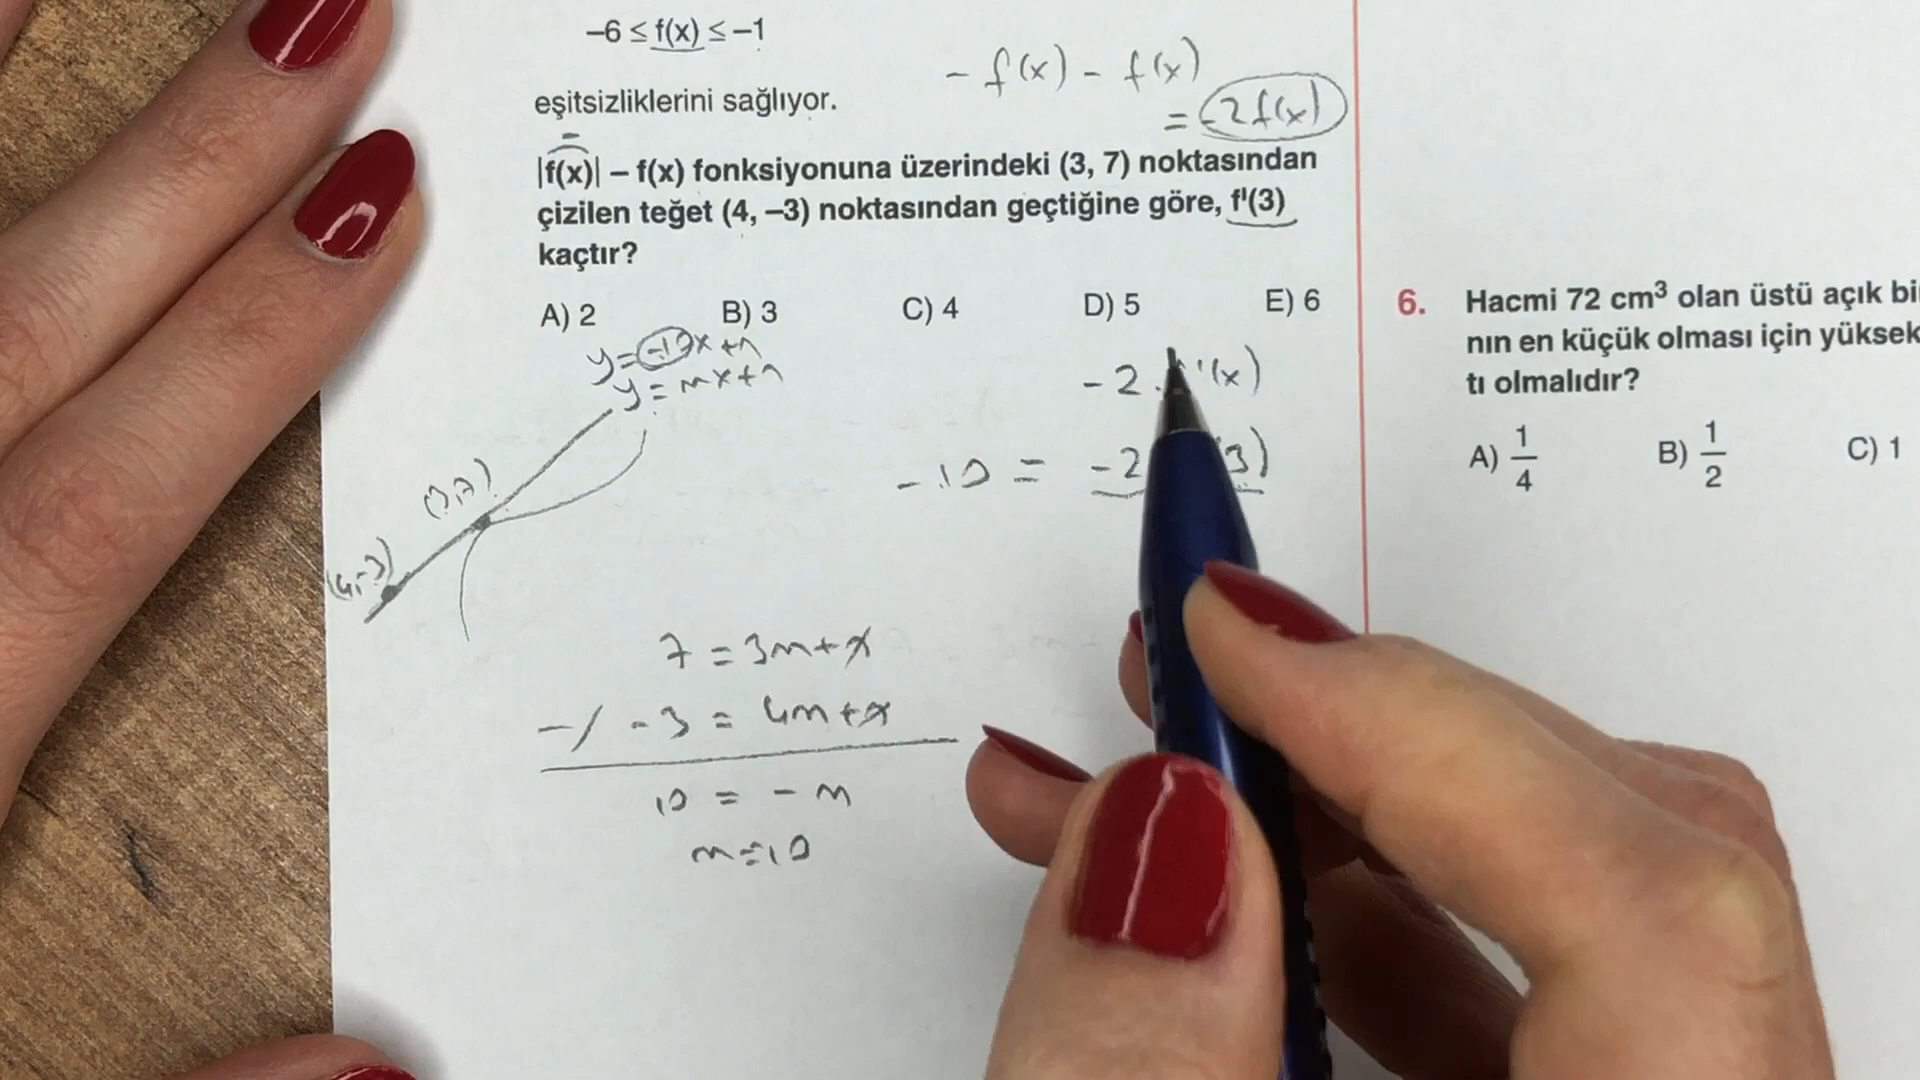 −6 ≤ f(x) ≤ −1
eşitsizliklerini sağlıyor.
- f(x) - f(x)
= -2f(x)
-
|f(x)| − f(x) fonksiyonuna üzerindeki (3, 7) noktasından
çizilen teğet (4, −3) noktasından geçtiğine göre, f'(3)
kaçtır?
A) 2 B) 3 C) 4 D) 5 E) 6
y=-10x+n
y=mx+n
(3,7)
(4,-3)
-2. '(x)
-10 = -2 (3)
7 = 3m+n
-/ -3 = 4m+n
10 = -m
m=10
6. Hacmi 72 cm³ olan üstü açık bi
nın en küçük olması için yüksek
tı olmalıdır?
A) 1/4 B) 1/2 C) 1